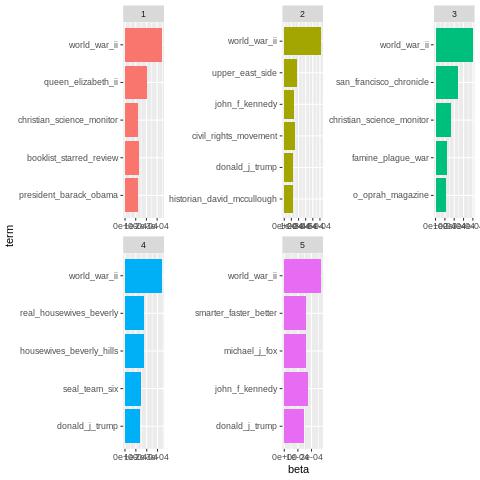 1
world_war_ii
queen_elizabeth_ii
christian_science_monitor
booklist_starred_review
president_barack_obama
2
world_war_ii
upper_east_side
john_f_kennedy
civil_rights_movement
donald_j_trump
historian_david_mccullough
3
world_war_ii
san_francisco_chronicle
christian_science_monitor
famine_plague_war
o_oprah_magazine
term
4
world_war_ii
real_housewives_beverly
housewives_beverly_hills
seal_team_six
donald_j_trump
5
world_war_ii
smarter_faster_better
michael_j_fox
john_f_kennedy
donald_j_trump
beta